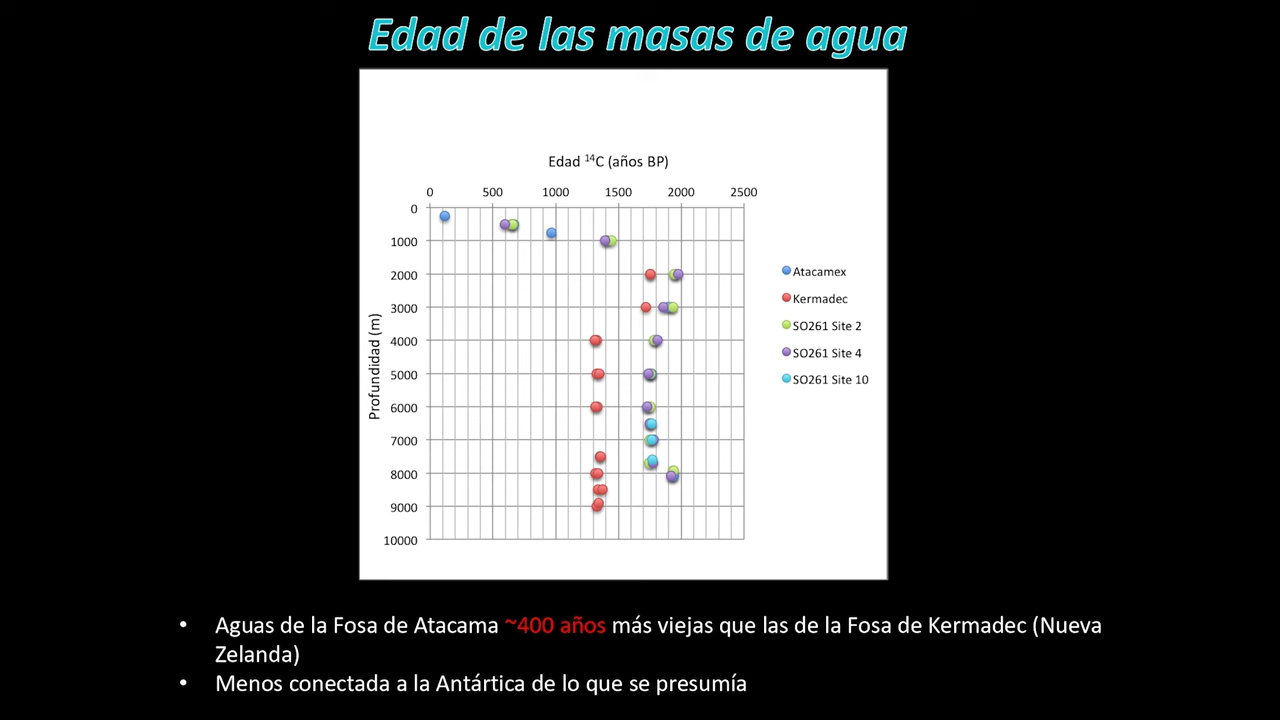 Edad de las masas de agua
Edad ¹⁴C (años BP)
0 500 1000 1500 2000 2500
0
1000
2000
3000
4000
5000
6000
7000
8000
9000
10000
Profundidad (m)
Atacamex
Kermadec
SO261 Site 2
SO261 Site 4
SO261 Site 10
• Aguas de la Fosa de Atacama ~400 años más viejas que las de la Fosa de Kermadec (Nueva
Zelanda)
• Menos conectada a la Antártica de lo que se presumía